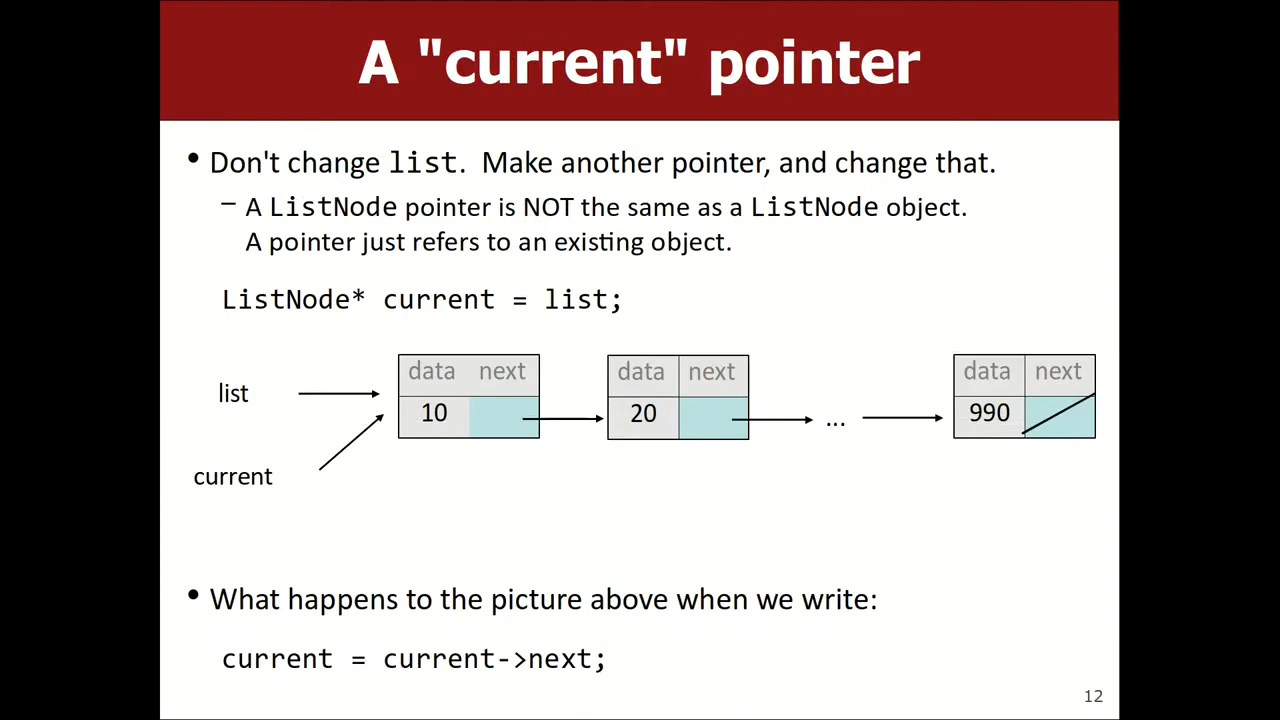 A "current" pointer
• Don't change list. Make another pointer, and change that.
– A ListNode pointer is NOT the same as a ListNode object.
A pointer just refers to an existing object.
ListNode* current = list;
data next data next data next
list 10 20 ... 990
current
• What happens to the picture above when we write:
current = current->next;
12